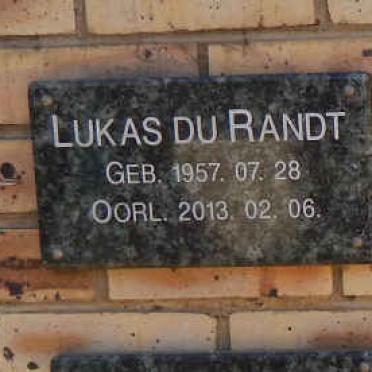 LUKAS DU RANDT
GEB. 1957. 07. 28
OORL. 2013. 02. 06.